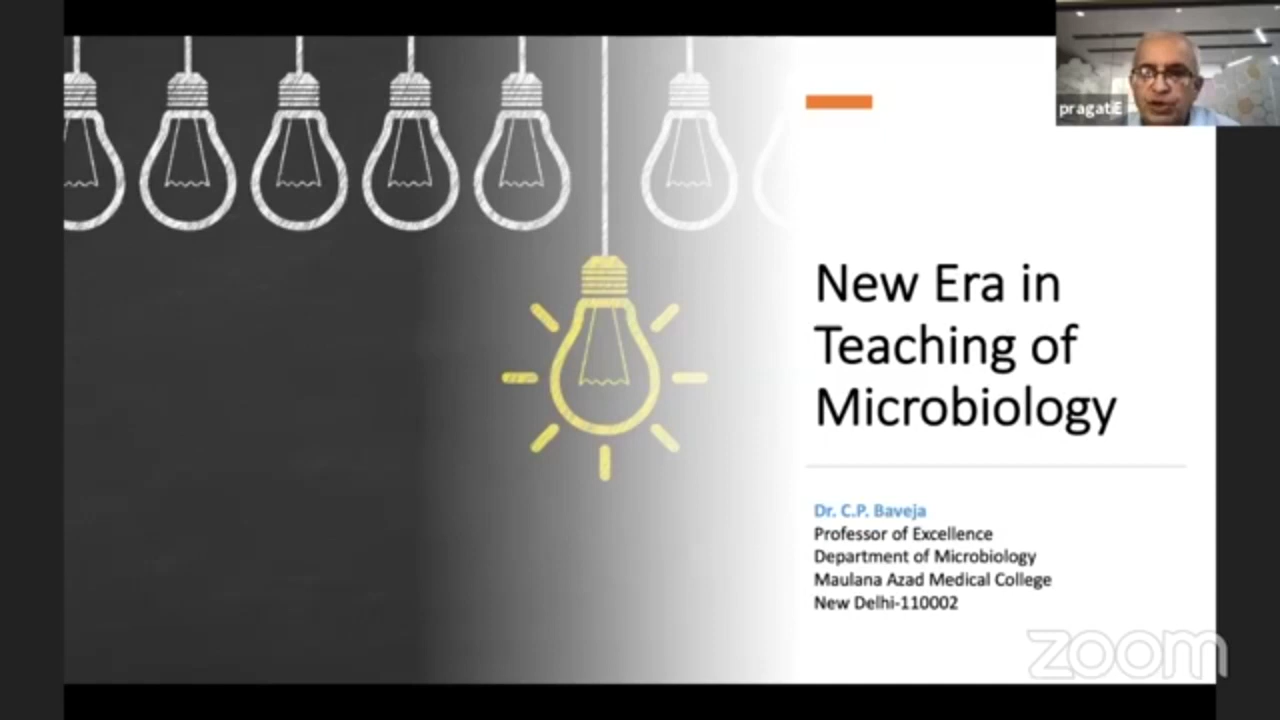 pragatE
New Era in
Teaching of
Microbiology
Dr. C.P. Baveja
Professor of Excellence
Department of Microbiology
Maulana Azad Medical College
New Delhi-110002
zoom